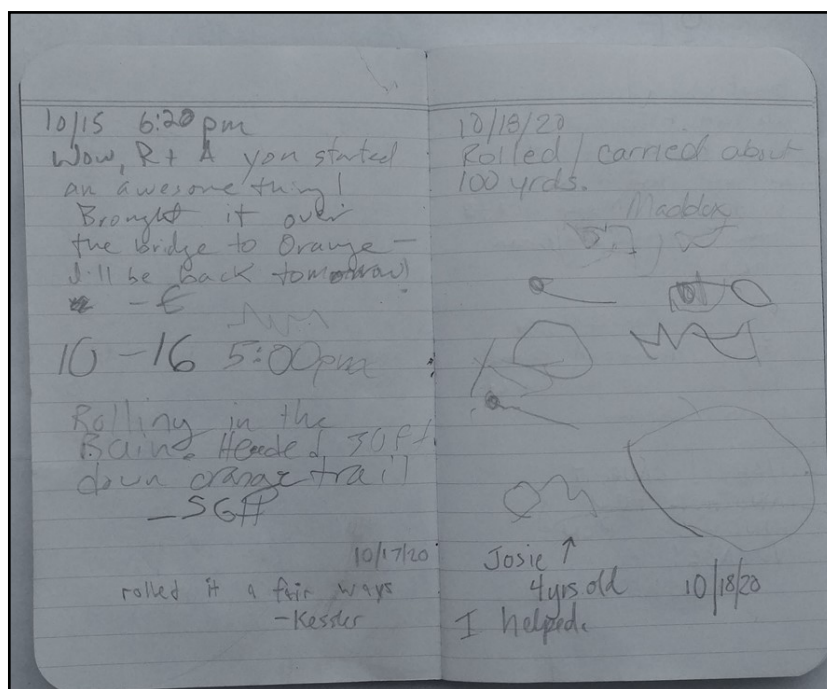 10/15 6:20 pm
Wow, R + A you started
an awesome thing!
Brought it over
the bridge to Orange -
I'll be back tomorrow!
- €
10 - 16 5:00pm
Rolling in the
Rain. Headed 30ft
down orange trail
- SGH
10/17/20
rolled it a fair ways
- Kessler
10/18/20
Rolled / carried about
100 yrds.
Maddox
Josie ↑
4yrs old 10/18/20
I helped.